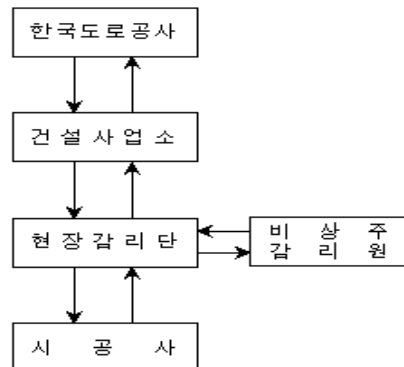 한국도로공사
건 설 사 업 소
현 장 감 리 단
비 상 주
감 리 원
시 공 사